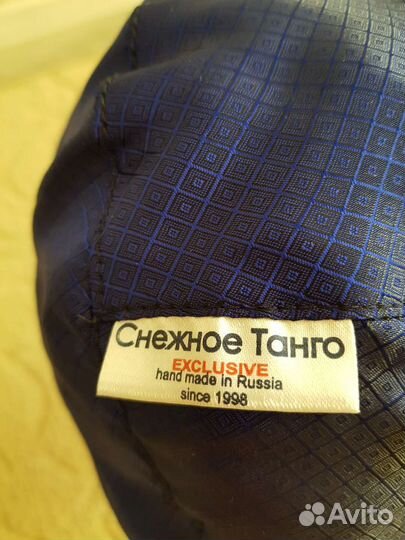 Снежное Танго
EXCLUSIVE
hand made in Russia
since 1998
Avito